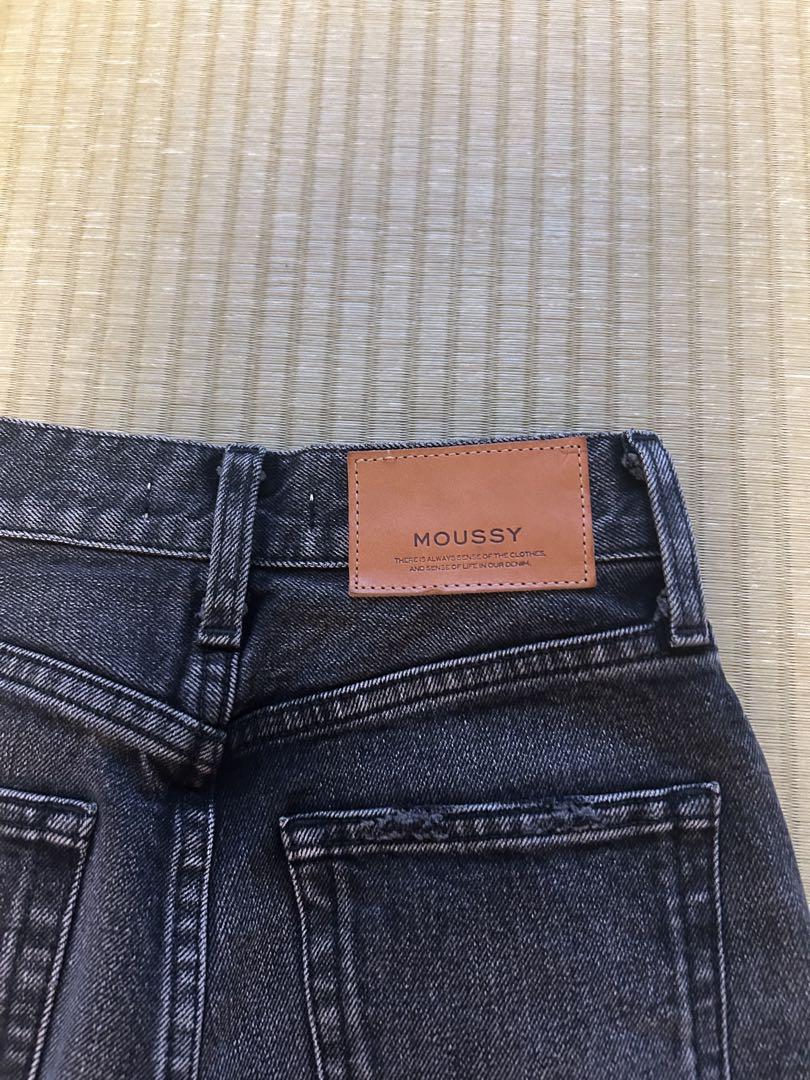 MOUSSY
THERE IS ALWAYS SENSE OF THE CLOTHES,
AND SENSE OF LIFE IN OUR DENIM.